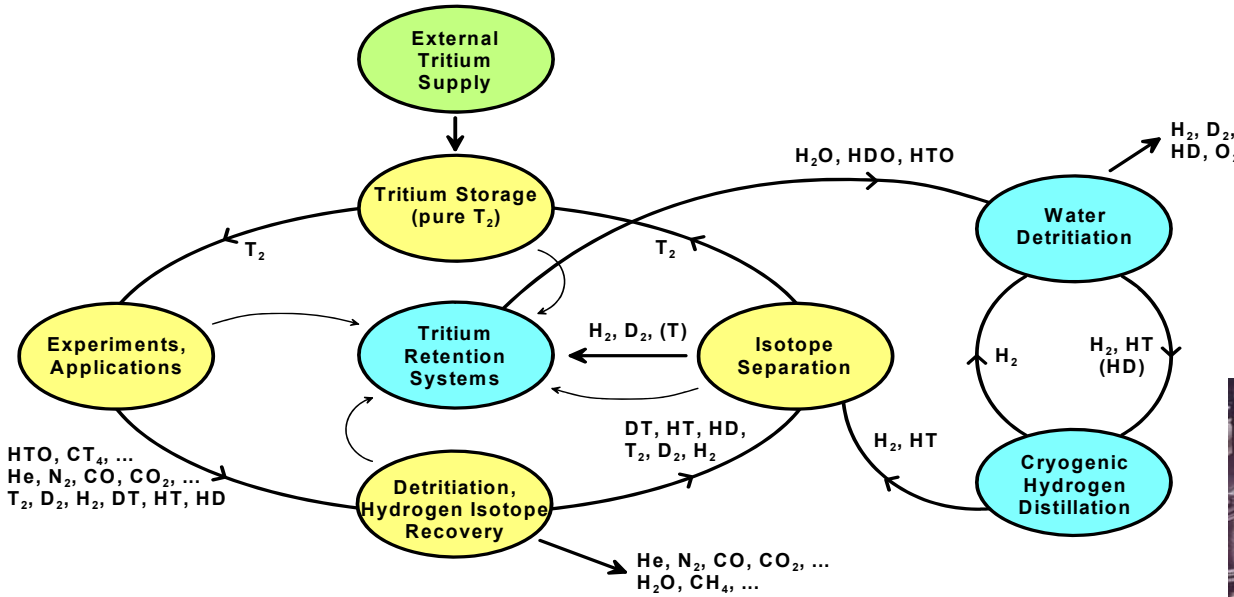 External
Tritium
Supply
Tritium Storage
(pure T₂)
T₂
T₂
H₂O, HDO, HTO
H₂, D₂,
HD, O₂
Water
Detritiation
Experiments,
Applications
Tritium
Retention
Systems
H₂, D₂, (T)
Isotope
Separation
H₂
H₂, HT
(HD)
HTO, CT₄, ...
He, N₂, CO, CO₂, ...
T₂, D₂, H₂, DT, HT, HD
Detritiation,
Hydrogen Isotope
Recovery
DT, HT, HD,
T₂, D₂, H₂
H₂, HT
Cryogenic
Hydrogen
Distillation
He, N₂, CO, CO₂, ...
H₂O, CH₄, ...